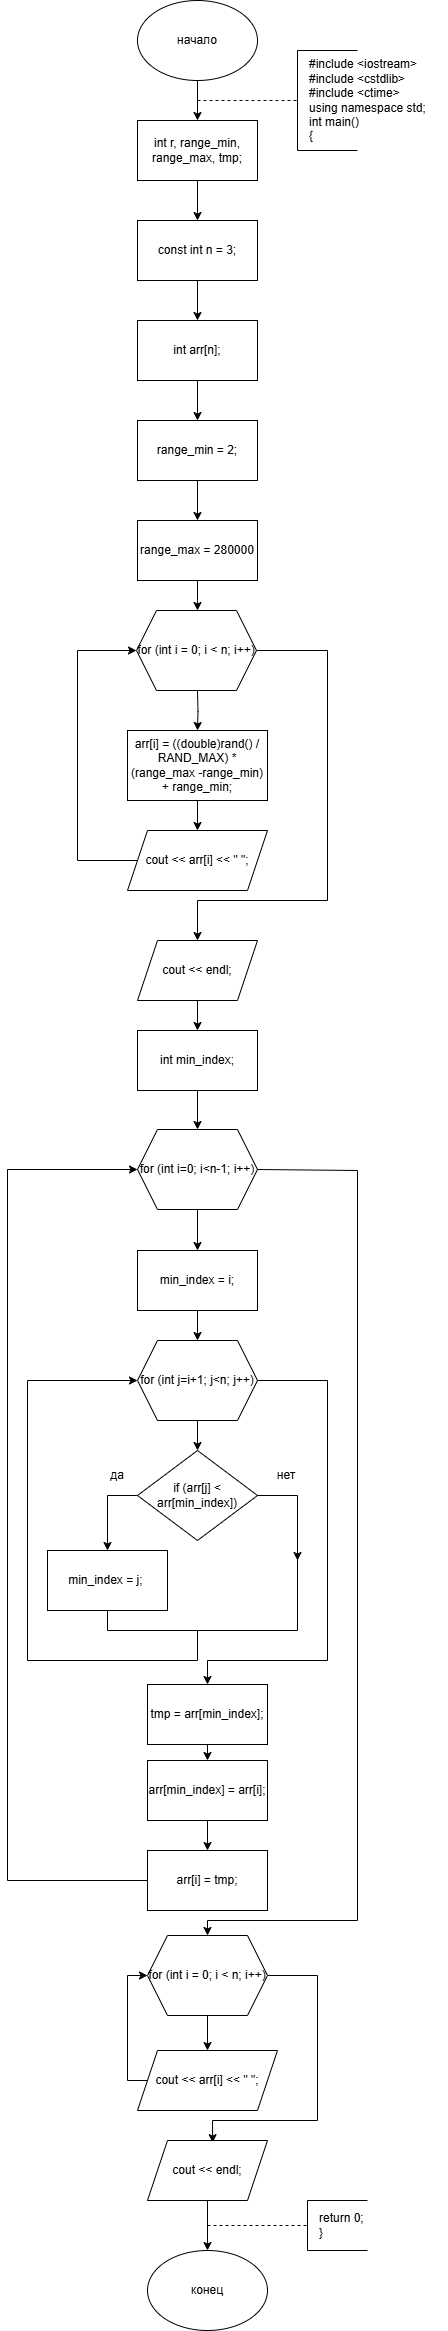 начало
#include <iostream>
#include <cstdlib>
#include <ctime>
using namespace std;
int main()
{
int r, range_min,
range_max, tmp;
const int n = 3;
int arr[n];
range_min = 2;
range_max = 280000
for (int i = 0; i < n; i++)
arr[i] = ((double)rand() /
RAND_MAX) *
(range_max -range_min)
+ range_min;
cout << arr[i] << " ";
cout << endl;
int min_index;
for (int i=0; i<n-1; i++)
min_index = i;
for (int j=i+1; j<n; j++)
да
if (arr[j] <
arr[min_index])
нет
min_index = j;
tmp = arr[min_index];
arr[min_index] = arr[i];
arr[i] = tmp;
for (int i = 0; i < n; i++)
cout << arr[i] << " ";
cout << endl;
return 0;
}
конец